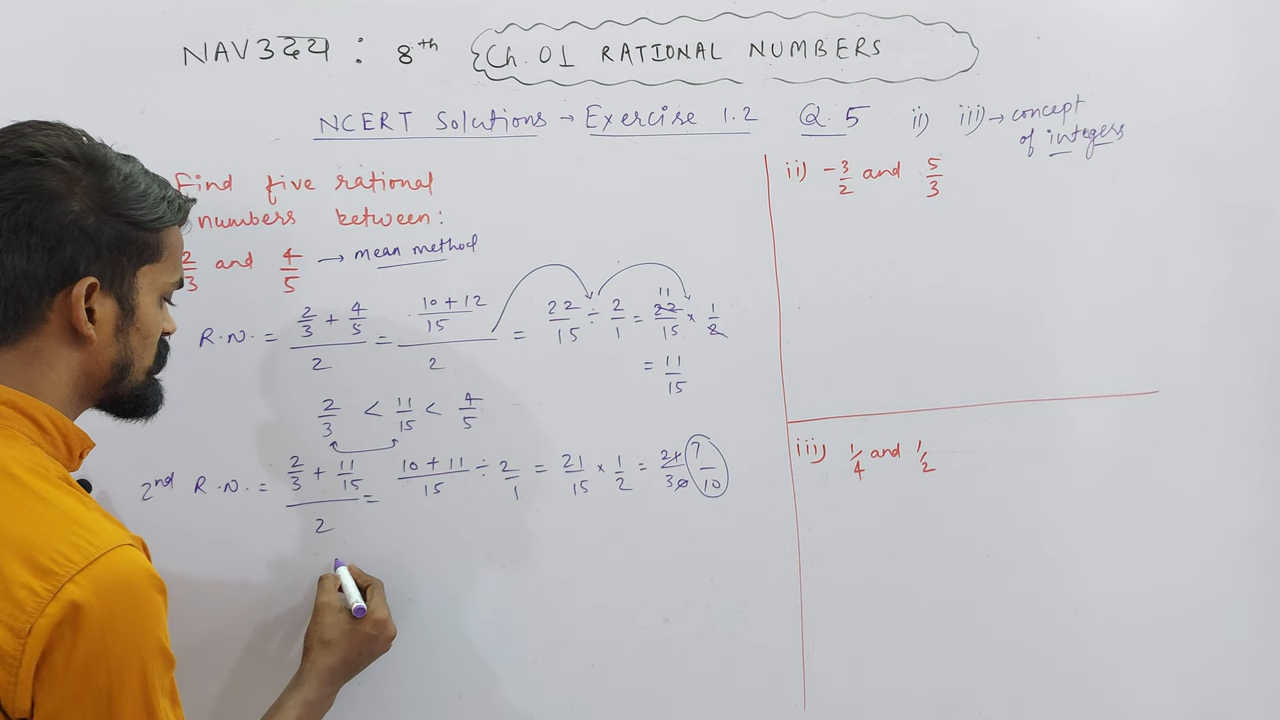 NAV3ਕੇਧ : 8th Ch. 01 RATIONAL NUMBERS
NCERT Solutions → Exercise 1.2 Q. 5 ii) iii) → concept of integers
Find five rational
numbers between:
2/3 and 4/5 → mean method
R.N. = (2/3 + 4/5)/2 = ((10+12)/15)/2 = 22/15 ÷ 2/1 = 22/15 11 × 1/2
= 11/15
2/3 < 11/15 < 4/5
2nd R.N. = (2/3 + 11/15)/2 = (10+11)/15 ÷ 2/1 = 21/15 × 1/2 = 21/30 7/10
ii) -3/2 and 5/3
iii) 1/4 and 1/2